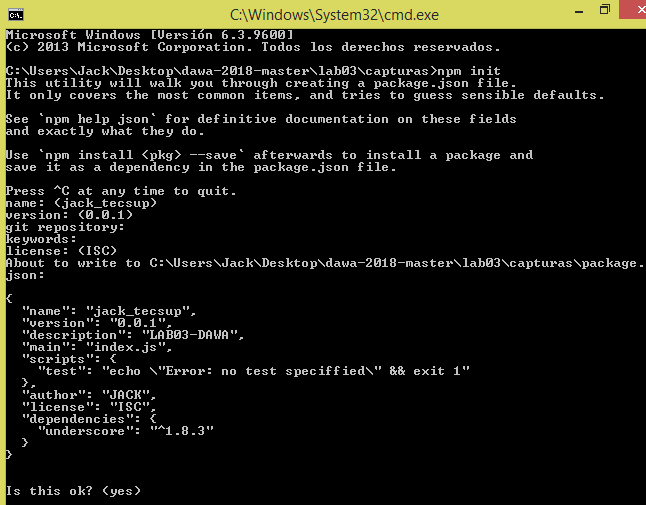 C:\Windows\System32\cmd.exe
Microsoft Windows [Versión 6.3.9600]
(c) 2013 Microsoft Corporation. Todos los derechos reservados.
C:\Users\Jack\Desktop\dawa-2018-master\lab03\capturas>npm init
This utility will walk you through creating a package.json file.
It only covers the most common items, and tries to guess sensible defaults.
See `npm help json` for definitive documentation on these fields
and exactly what they do.
Use `npm install <pkg> --save` afterwards to install a package and
save it as a dependency in the package.json file.
Press ^C at any time to quit.
name: (jack_tecsup)
version: (0.0.1)
git repository:
keywords:
license: (ISC)
About to write to C:\Users\Jack\Desktop\dawa-2018-master\lab03\capturas\package.
json:
{
"name": "jack_tecsup",
"version": "0.0.1",
"description": "LAB03-DAWA",
"main": "index.js",
"scripts": {
"test": "echo \"Error: no test speciffied\" && exit 1"
},
"author": "JACK",
"license": "ISC",
"dependencies": {
"underscore": "^1.8.3"
}
}
Is this ok? (yes)